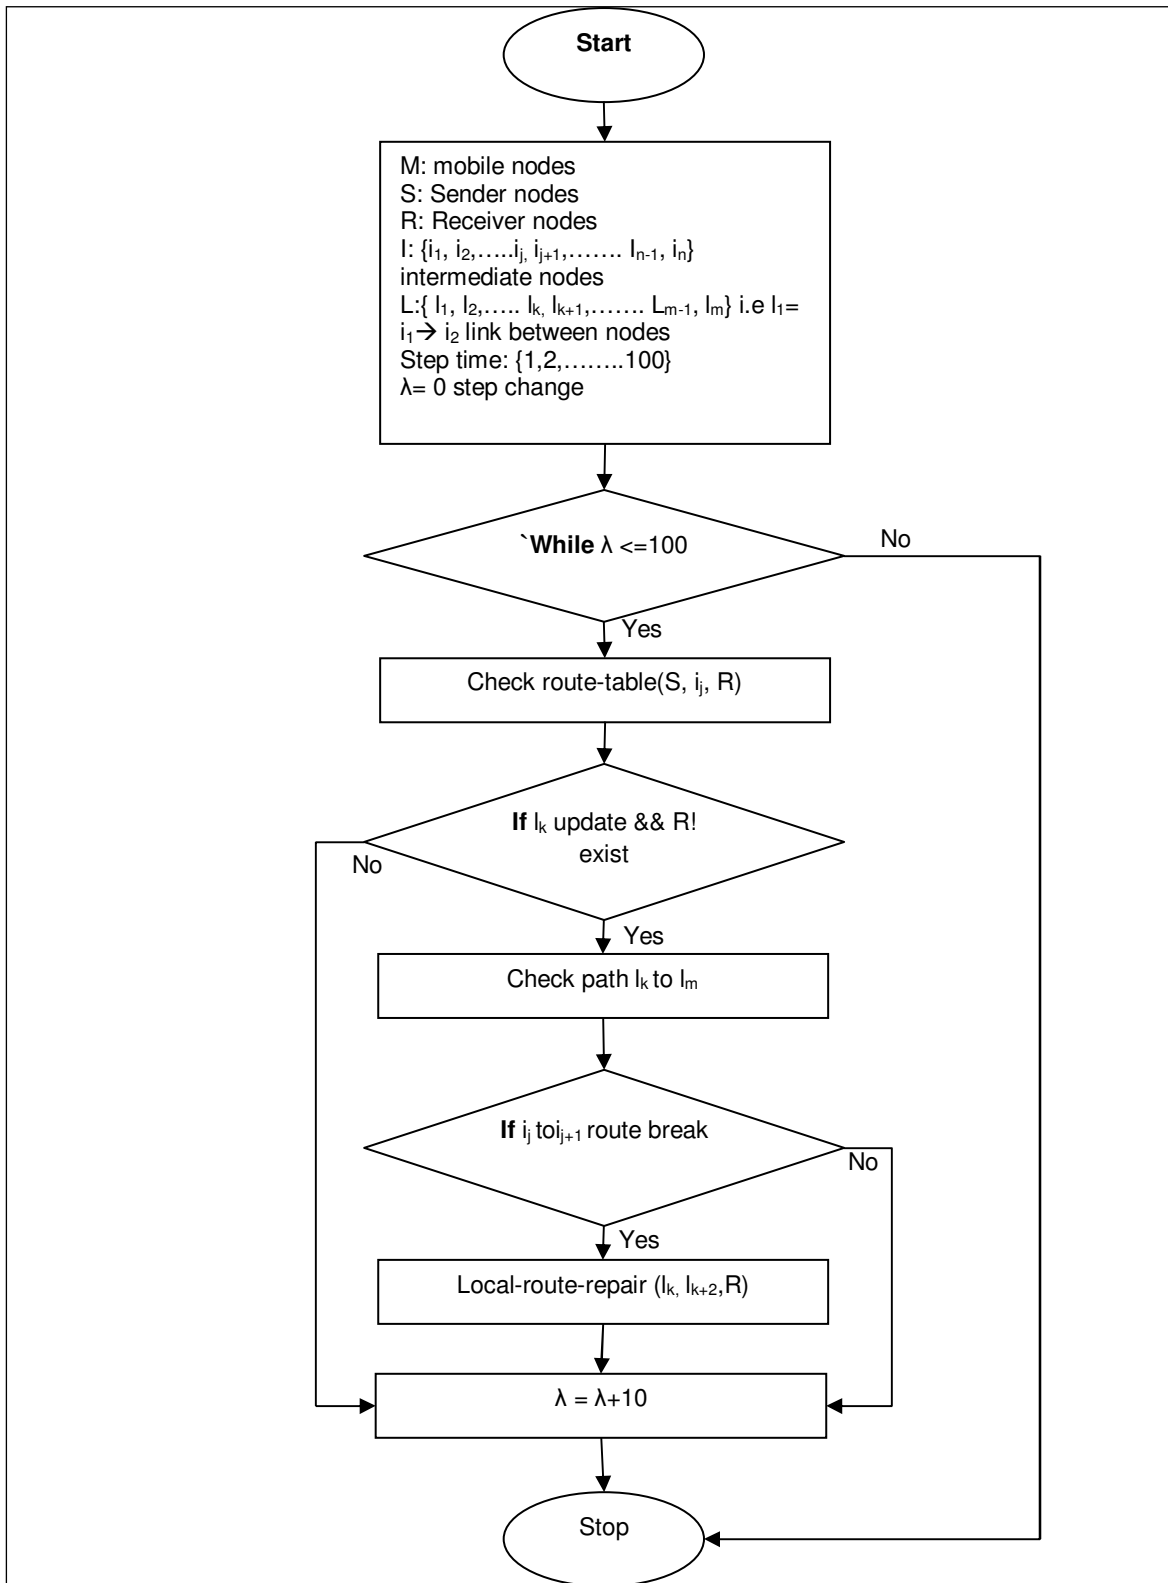 Start
M: mobile nodes
S: Sender nodes
R: Receiver nodes
I: {i₁, i₂,…..iⱼ, iⱼ₊₁,……. Iₙ₋₁, iₙ}
intermediate nodes
L:{ l₁, l₂,….. lₖ, lₖ₊₁,……. Lₘ₋₁, lₘ} i.e l₁=
i₁→ i₂ link between nodes
Step time: {1,2,……..100}
λ= 0 step change
`While λ <=100
No
Yes
Check route-table(S, iⱼ, R)
If lₖ update && R!
exist
No
Yes
Check path lₖ to lₘ
If iⱼ toiⱼ₊₁ route break
No
Yes
Local-route-repair (lₖ, lₖ₊₂,R)
λ = λ+10
Stop